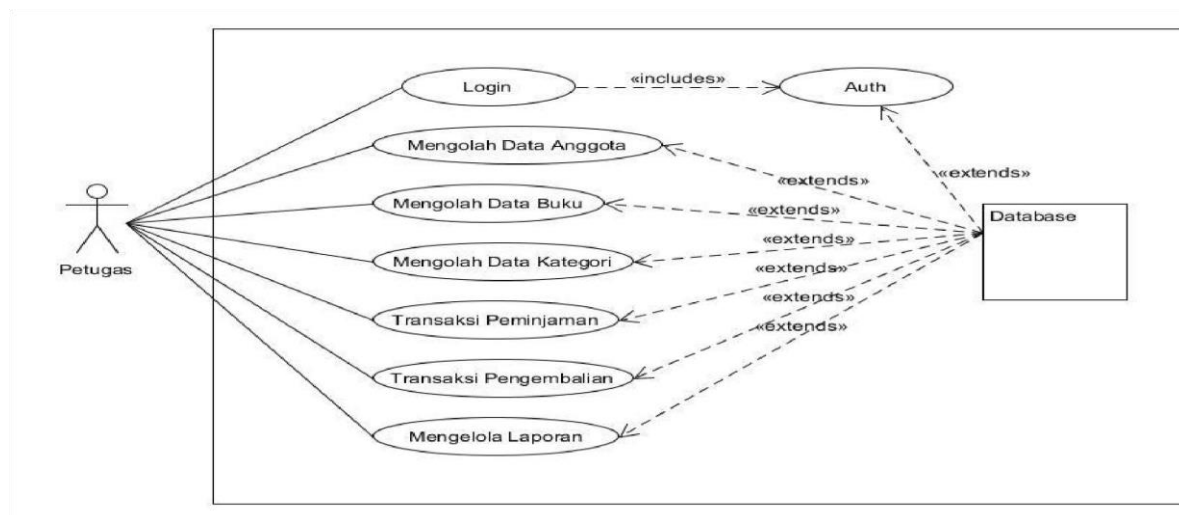 Login
«includes»
Auth
Mengolah Data Anggota
«extends»
«extends»
Mengolah Data Buku
«extends»
Database
Petugas
Mengolah Data Kategori
«extends»
«extends»
Transaksi Peminjaman
«extends»
«extends»
Transaksi Pengembalian
Mengelola Laporan